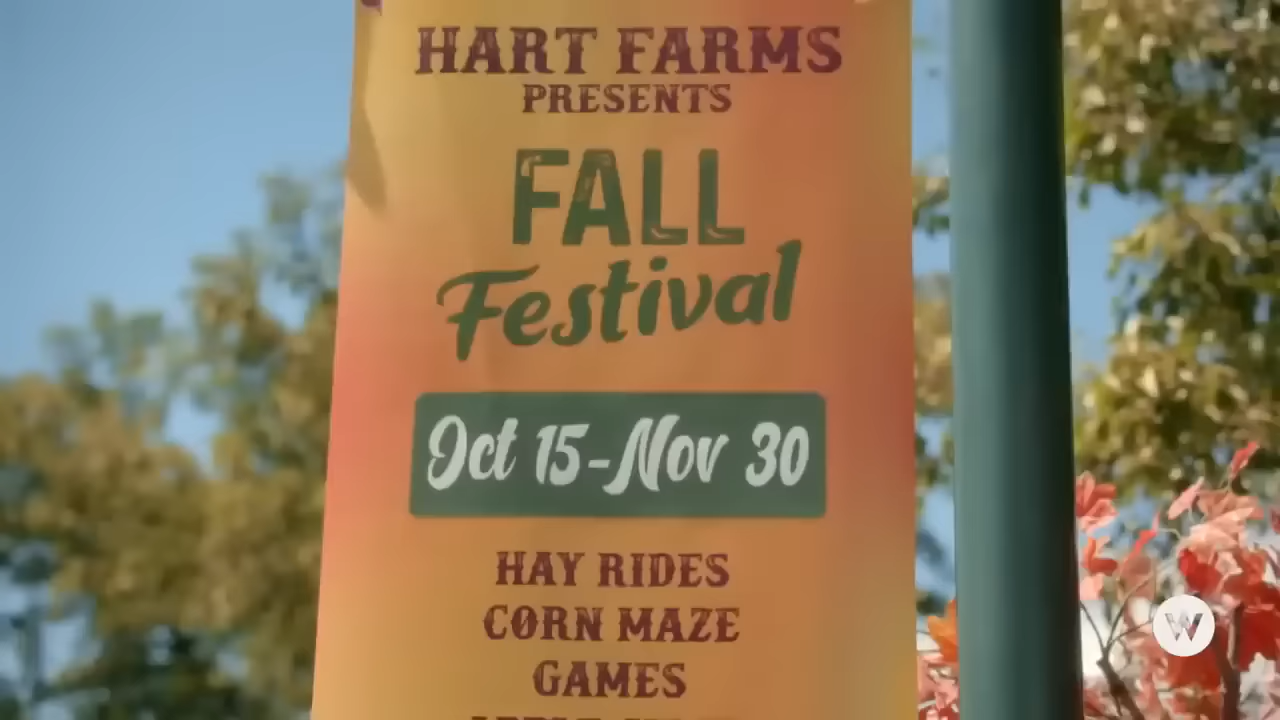 HART FARMS
PRESENTS
FALL
Festival
Oct 15-Nov 30
HAY RIDES
CORN MAZE
GAMES
W